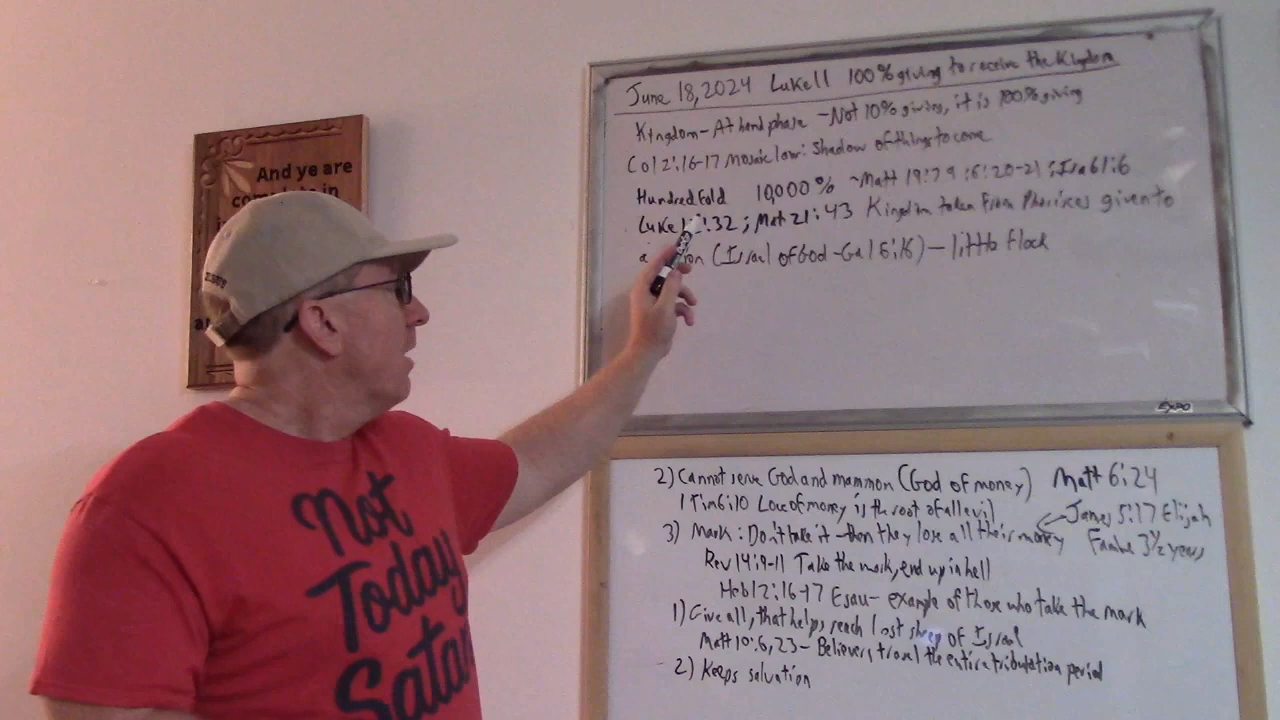 And ye are
in
June 18, 2024 Luke 11 100% giving to receive the Kingdom
Kingdom - At hand phase - Not 10% giving, it is 100% giving
Col 2:16-17 Mosaic law: Shadow of things to come
Hundred Fold 10,000% ~ Matt 19:29 ; 6:20-21 ; Isa 61:6
Luke 12:32 ; Mat 21:43 Kingdom taken from Pharisees given to
a (Israel of God - Gal 6:16) - little flock
EXPO
2) Cannot serve God and mammon (God of money) Matt 6:24
1 Tim 6:10 Love of money is the root of all evil
James 5:17 Elijah
3) Mark: Don't take it - then they lose all their money
Famine 3 1/2 years
Rev 14:9-11 Take the mark, end up in hell
Heb 12:16-17 Esau - example of those who take the mark
1) Give all, that helps reach lost sheep of Israel
Matt 10:6, 23 - Believers travel the entire tribulation period
2) Keeps salvation
Not
Today
Satan